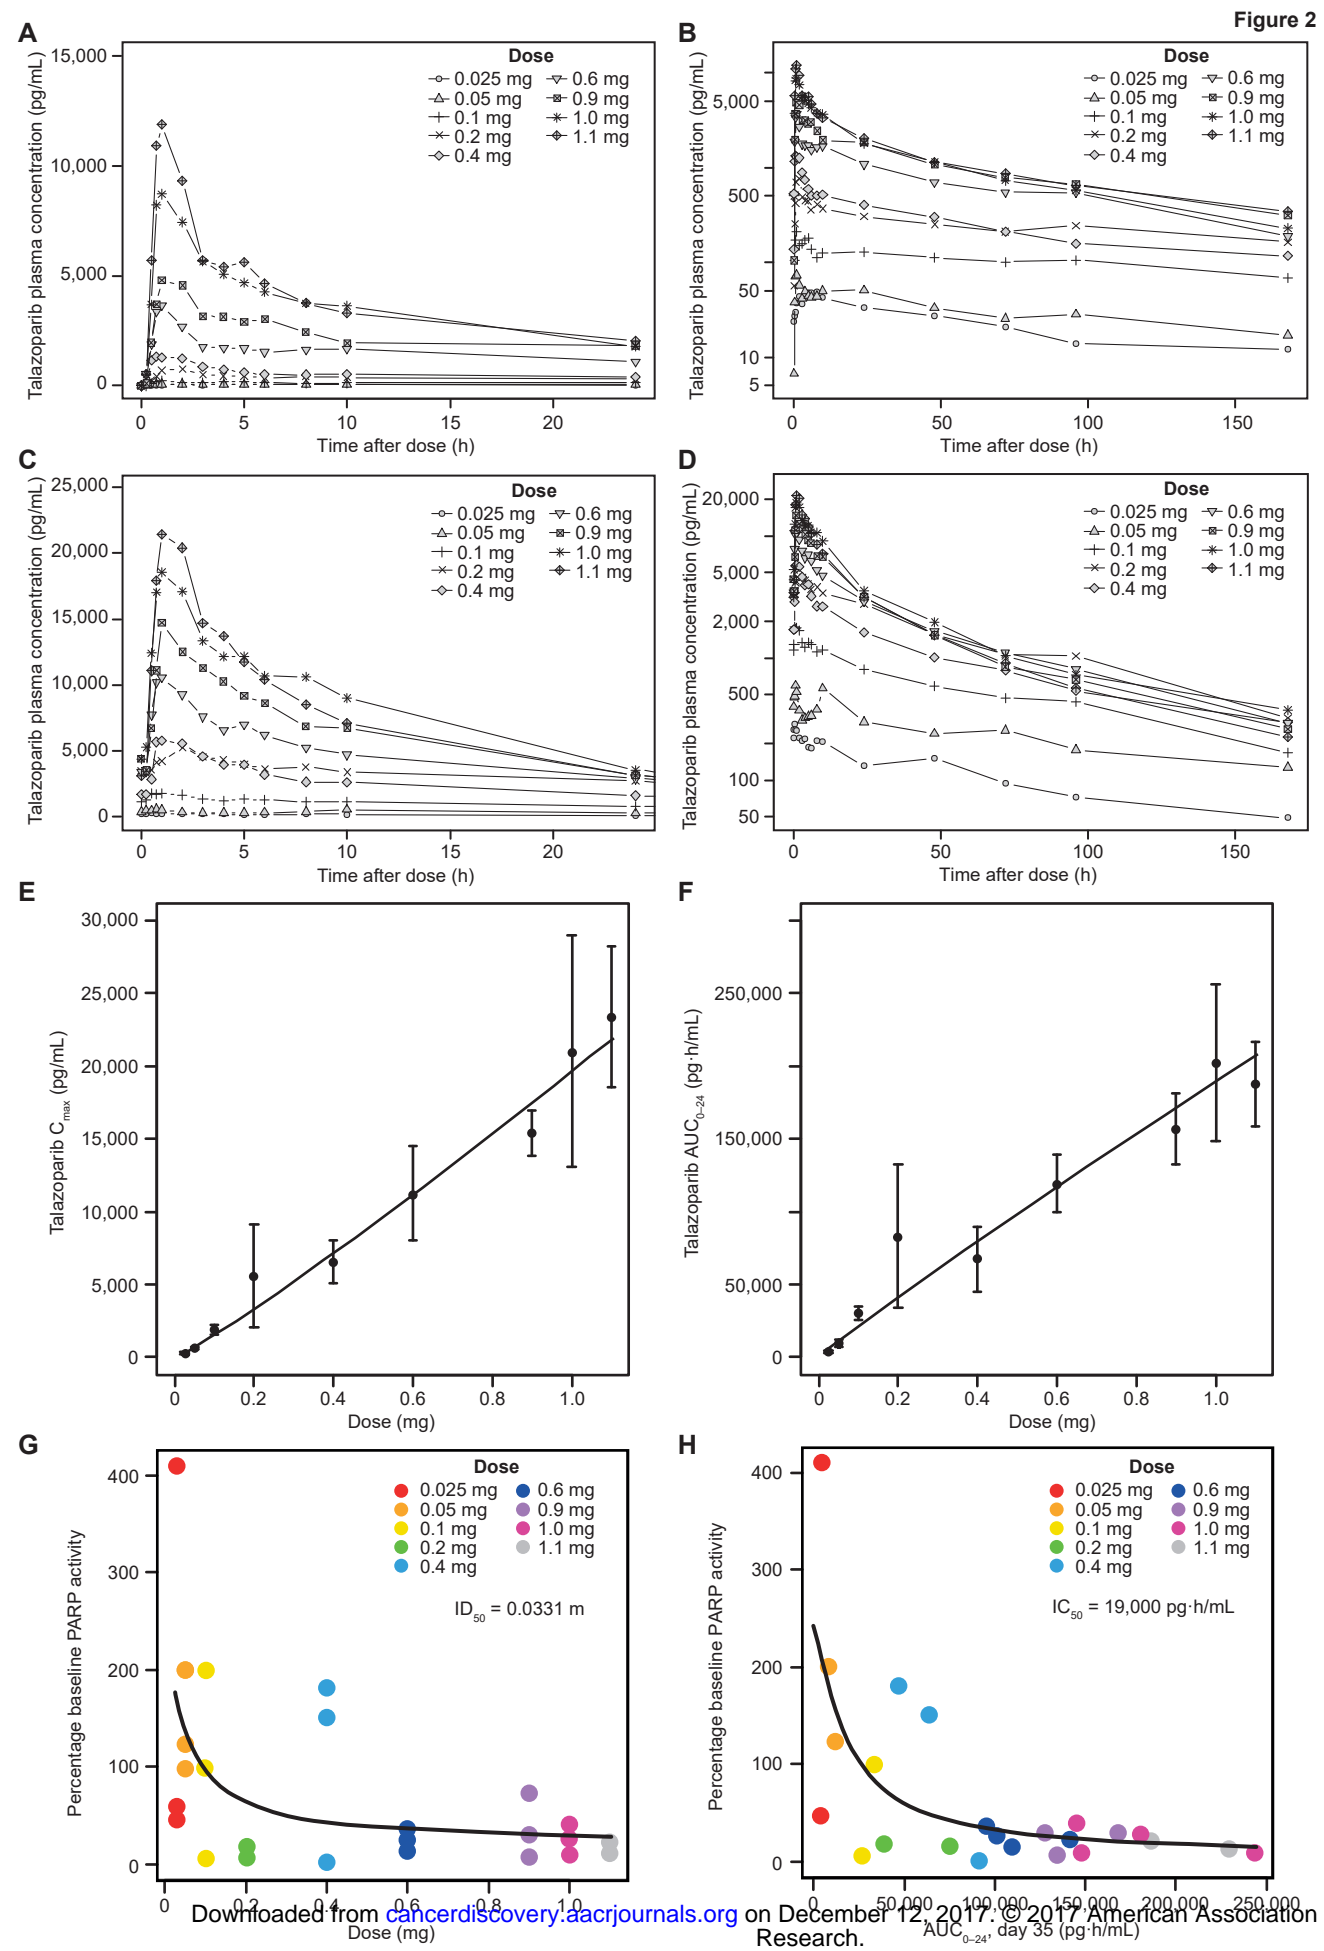 Figure 2
A
Talazoparib plasma concentration (pg/mL)
15,000
10,000
5,000
0
Dose
0.025 mg
0.05 mg
0.1 mg
0.2 mg
0.4 mg
0.6 mg
0.9 mg
1.0 mg
1.1 mg
0 5 10 15 20
Time after dose (h)
B
Talazoparib plasma concentration (pg/mL)
5,000
500
50
10
5
Dose
0.025 mg
0.05 mg
0.1 mg
0.2 mg
0.4 mg
0.6 mg
0.9 mg
1.0 mg
1.1 mg
0 50 100 150
Time after dose (h)
C
Talazoparib plasma concentration (pg/mL)
25,000
20,000
15,000
10,000
5,000
0
Dose
0.025 mg
0.05 mg
0.1 mg
0.2 mg
0.4 mg
0.6 mg
0.9 mg
1.0 mg
1.1 mg
0 5 10 15 20
Time after dose (h)
D
Talazoparib plasma concentration (pg/mL)
20,000
5,000
2,000
500
100
50
Dose
0.025 mg
0.05 mg
0.1 mg
0.2 mg
0.4 mg
0.6 mg
0.9 mg
1.0 mg
1.1 mg
0 50 100 150
Time after dose (h)
E
Talazoparib Cmax (pg/mL)
30,000
25,000
20,000
15,000
10,000
5,000
0
0 0.2 0.4 0.6 0.8 1.0
Dose (mg)
F
Talazoparib AUC0–24 (pg·h/mL)
250,000
150,000
50,000
0
0 0.2 0.4 0.6 0.8 1.0
Dose (mg)
G
Percentage baseline PARP activity
400
300
200
100
0
Dose
0.025 mg
0.05 mg
0.1 mg
0.2 mg
0.4 mg
0.6 mg
0.9 mg
1.0 mg
1.1 mg
ID50 = 0.0331 m
0 0.2 0.4 0.6 0.8 1.0
Dose (mg)
H
Percentage baseline PARP activity
400
300
200
100
0
Dose
0.025 mg
0.05 mg
0.1 mg
0.2 mg
0.4 mg
0.6 mg
0.9 mg
1.0 mg
1.1 mg
IC50 = 19,000 pg·h/mL
0 50,000 100,000 150,000 200,000 250,000
AUC0–24, day 35 (pg·h/mL)
Downloaded from cancerdiscovery.aacrjournals.org on December 12, 2017. © 2017 American Association
Research.